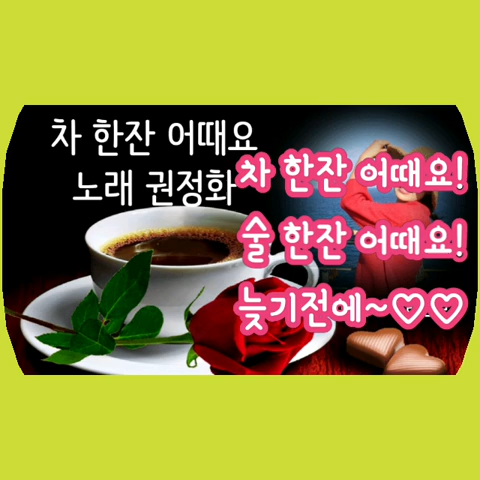 차 한잔 어때요
노래 권정화
차 한잔 어때요!
술 한잔 어때요!
늦기전에~♡♡